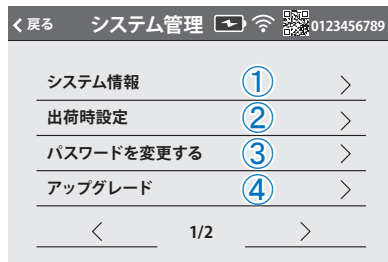 戻る システム管理 0123456789
システム情報 ①
出荷時設定 ②
パスワードを変更する ③
アップグレード ④
1/2